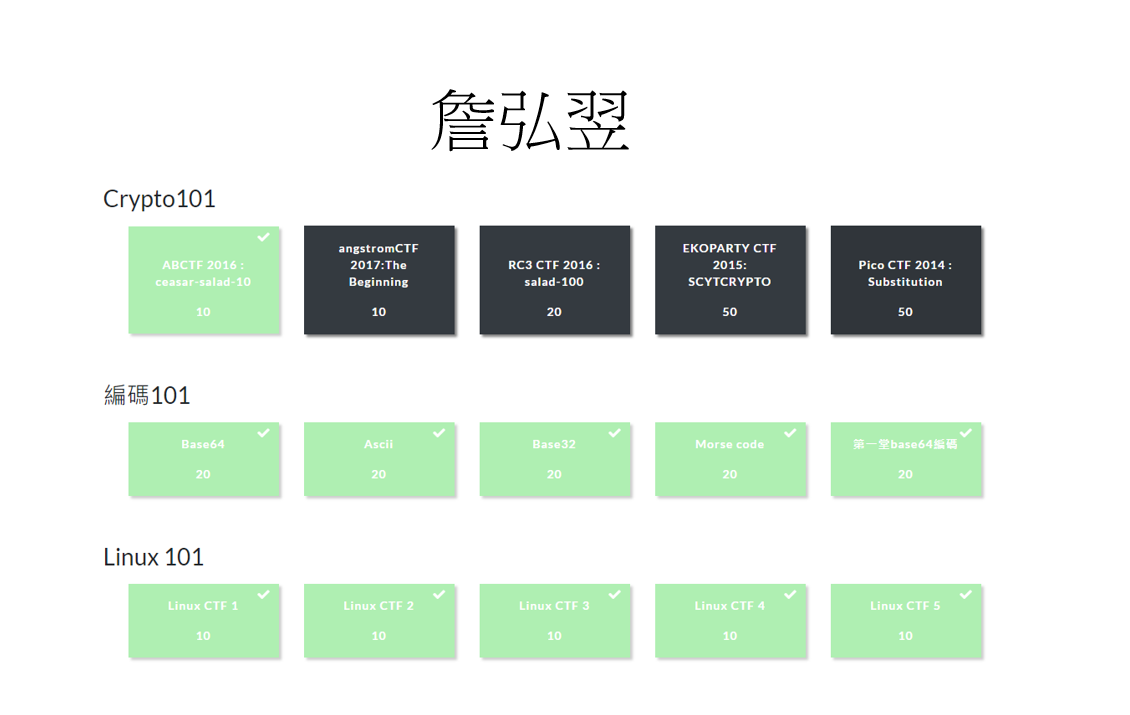 詹弘翌
Crypto101
ABCTF 2016 :
ceasar-salad-10
10
angstromCTF
2017:The
Beginning
10
RC3 CTF 2016 :
salad-100
20
EKOPARTY CTF
2015:
SCYTCRYPTO
50
Pico CTF 2014 :
Substitution
50
編碼101
Base64
20
Ascii
20
Base32
20
Morse code
20
第一堂base64編碼
20
Linux 101
Linux CTF 1
10
Linux CTF 2
10
Linux CTF 3
10
Linux CTF 4
10
Linux CTF 5
10